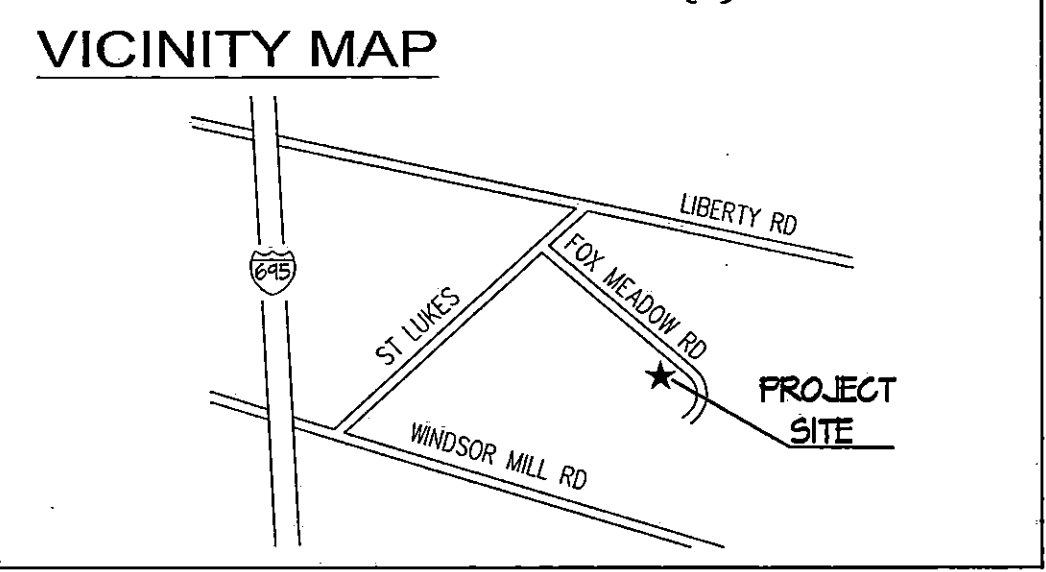 VICINITY MAP
LIBERTY RD
FOX MEADOW RD
695
ST LUKES
PROJECT
SITE
WINDSOR MILL RD